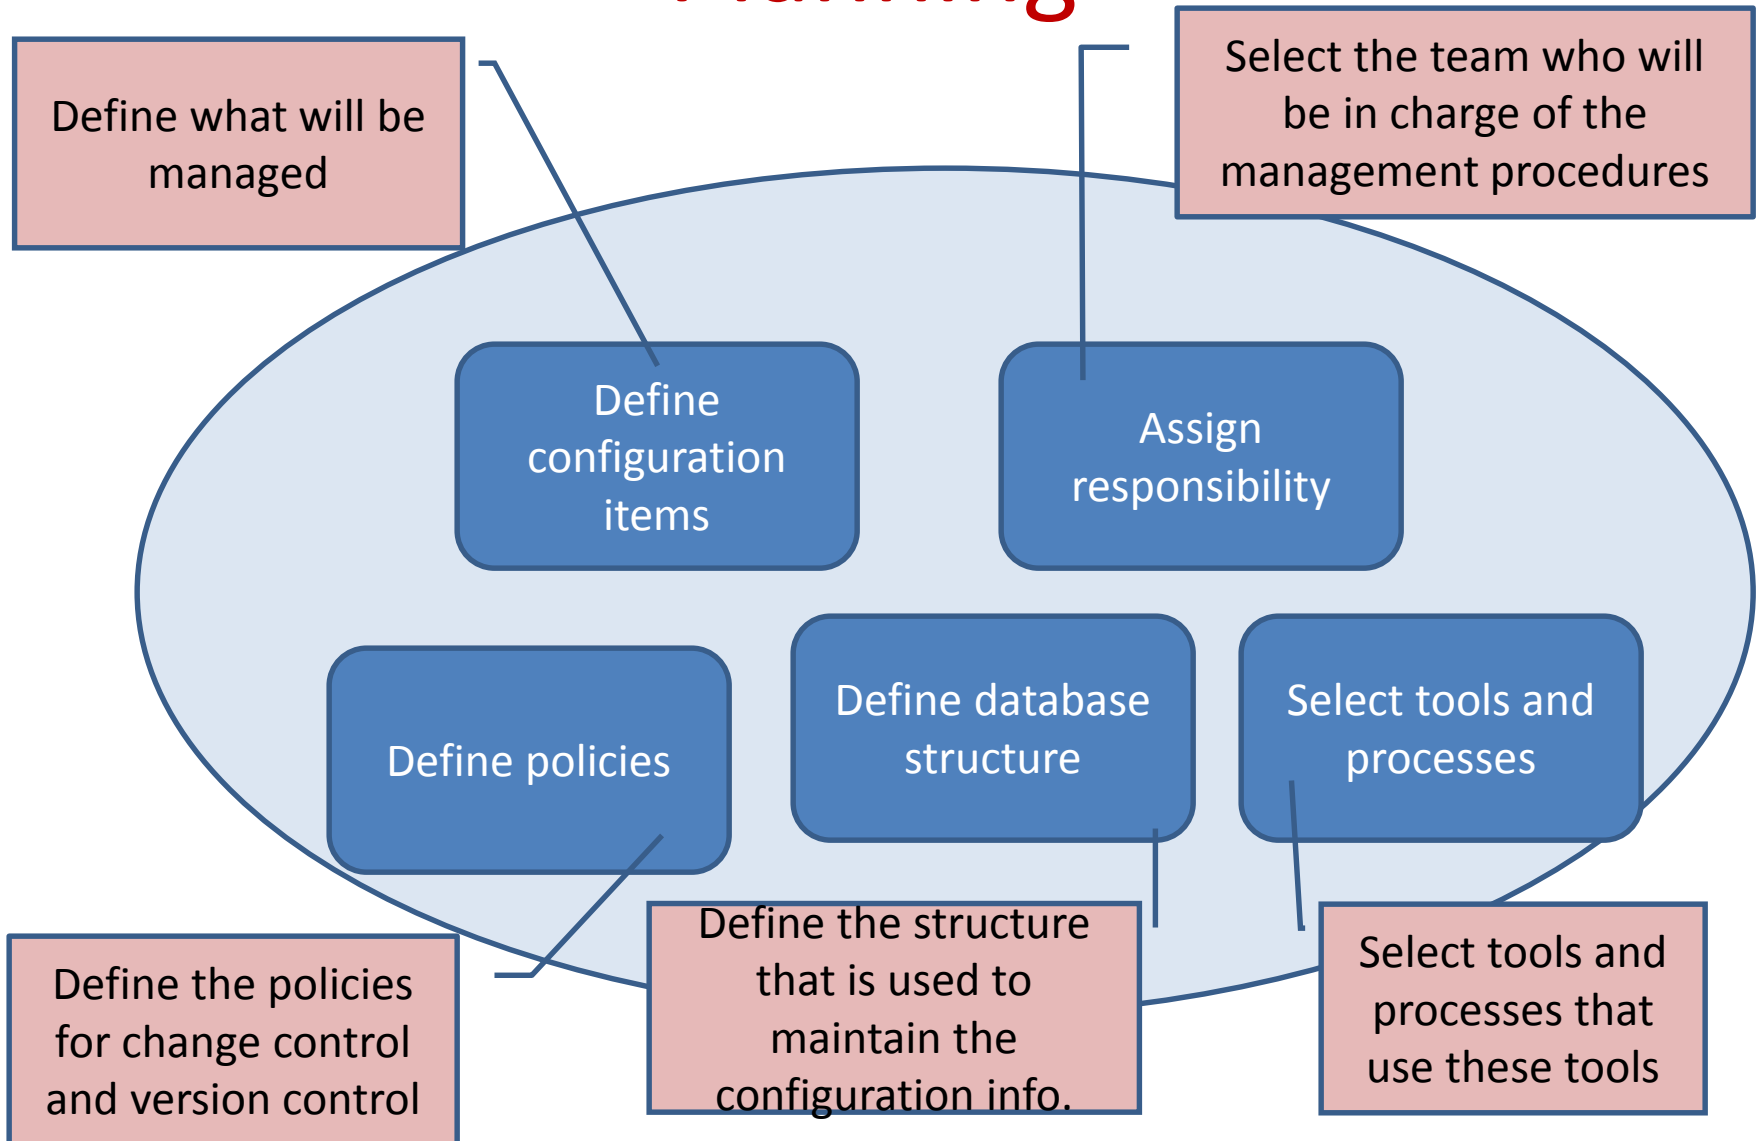 Planning
Define what will be
managed
Select the team who will
be in charge of the
management procedures
Define
configuration
items
Assign
responsibility
Define policies
Define database
structure
Select tools and
processes
Define the policies
for change control
and version control
Define the structure
that is used to
maintain the
configuration info.
Select tools and
processes that
use these tools